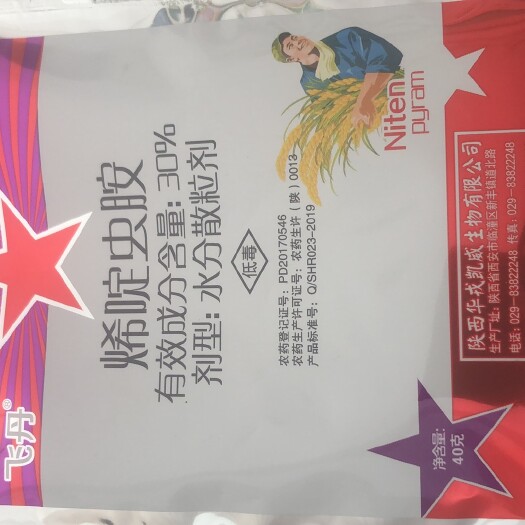 飞丹®
烯啶虫胺
有效成分含量：30%
剂型：水分散粒剂
低毒
农药登记证号：PD20170546
农药生产许可证号：农药生许（陕）0013
产品标准号：Q/SHR023-2019
Niten
pyram
净含量：
40克
陕西华戎凯威生物有限公司
生产厂址：陕西省西安市临潼区新丰镇道北路
电话：029-83822248 传真：029-83822248